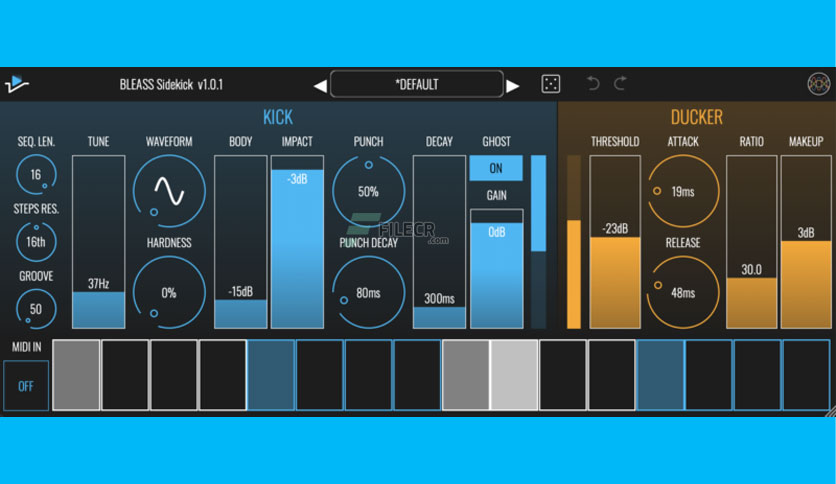 BLEASS Sidekick v1.0.1
*DEFAULT
KICK
DUCKER
SEQ. LEN.
TUNE
WAVEFORM
BODY
IMPACT
PUNCH
DECAY
GHOST
THRESHOLD
ATTACK
RATIO
MAKEUP
16
-3dB
50%
ON
19ms
GAIN
STEPS RES.
16th
HARDNESS
FILECR
.com
PUNCH DECAY
0dB
-23dB
RELEASE
3dB
GROOVE
50
37Hz
0%
-15dB
80ms
300ms
48ms
30.0
MIDI IN
OFF